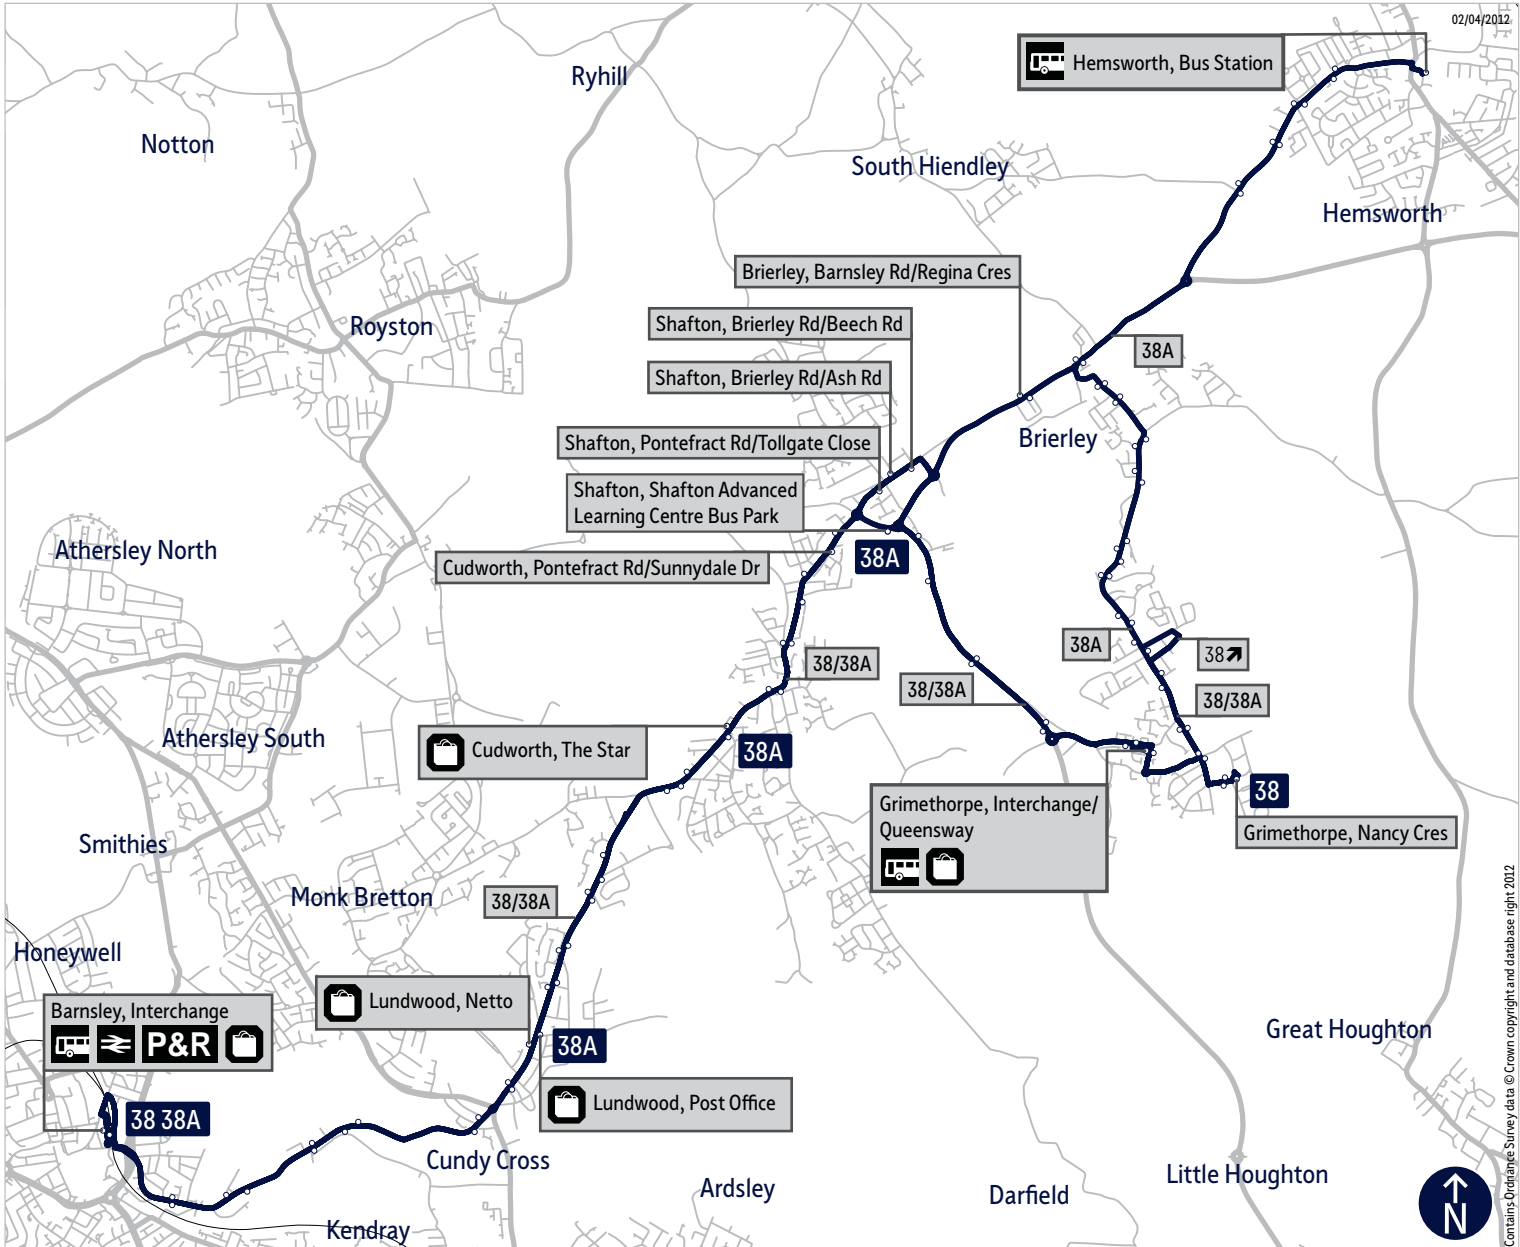 02/04/2012
Hemsworth, Bus Station
Ryhill
Notton
South Hiendley
Hemsworth
Brierley, Barnsley Rd/Regina Cres
Shafton, Brierley Rd/Beech Rd
Royston
38A
Shafton, Brierley Rd/Ash Rd
Shafton, Pontefract Rd/Tollgate Close
Brierley
Shafton, Shafton Advanced
Learning Centre Bus Park
Athersley North
38A
Cudworth, Pontefract Rd/Sunnydale Dr
38A
38
38/38A
38/38A
38/38A
Athersley South
Cudworth, The Star
38A
38
Grimethorpe, Interchange/
Queensway
Grimethorpe, Nancy Cres
Smithies
Monk Bretton
38/38A
Honeywell
Lundwood, Netto
Barnsley, Interchange
P&R
Great Houghton
38A
Lundwood, Post Office
38 38A
Cundy Cross
Little Houghton
Ardsley
Darfield
Kendray
N
Contains Ordnance Survey data © Crown copyright and database right 2012